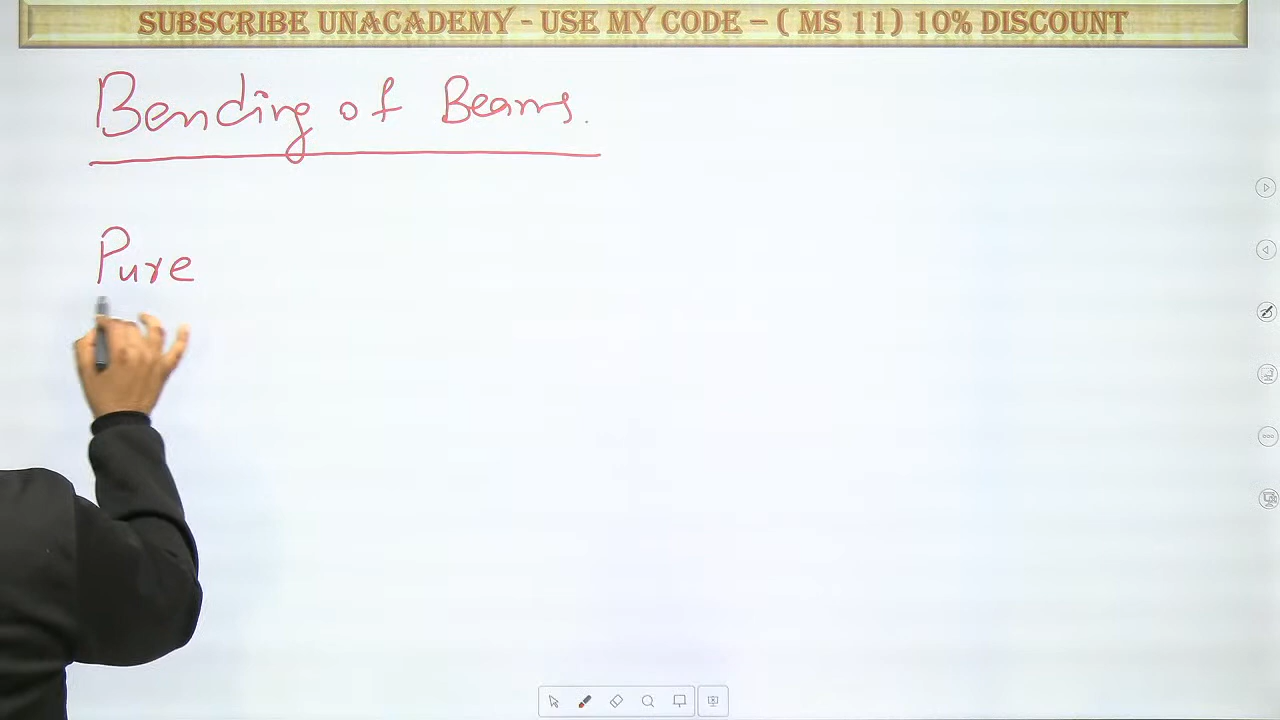 SUBSCRIBE UNACADEMY - USE MY CODE – ( MS 11) 10% DISCOUNT
Bending of Beams.
Pure